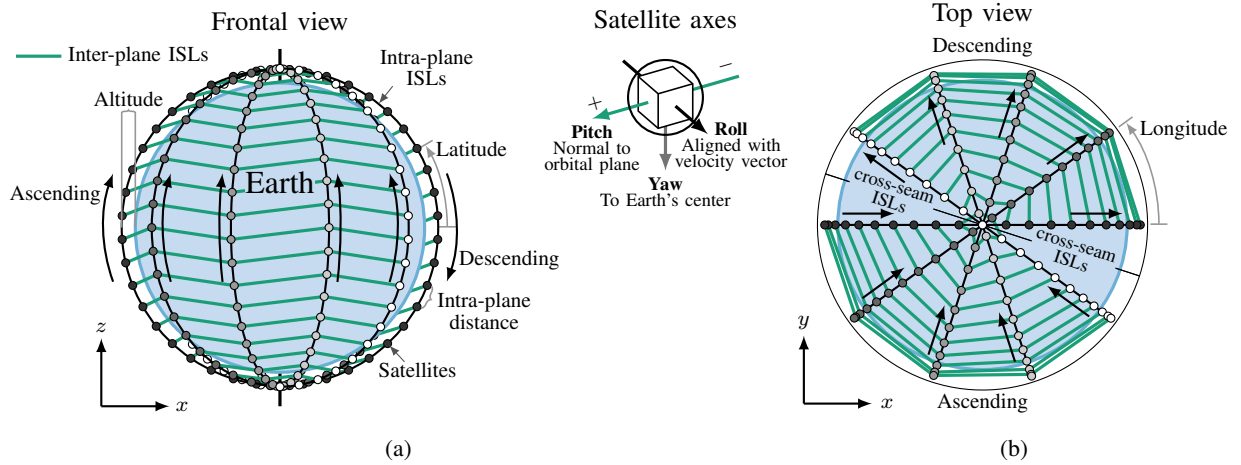 Frontal view
Inter-plane ISLs
Intra-plane
ISLs
Altitude
Latitude
Ascending
Earth
Descending
Intra-plane
distance
Satellites
z
x
(a)
Satellite axes
−
+
Pitch
Normal to
orbital plane
Roll
Aligned with
velocity vector
Yaw
To Earth's center
Top view
Descending
Longitude
cross-seam
ISLs
cross-seam
ISLs
y
x
Ascending
(b)